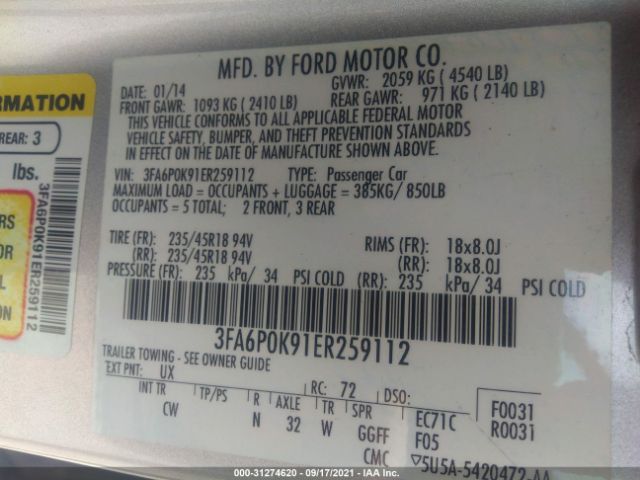 MFD. BY FORD MOTOR CO.
DATE: 01/14 GVWR: 2059 KG ( 4540 LB)
FRONT GAWR: 1093 KG ( 2410 LB) REAR GAWR: 971 KG ( 2140 LB)
THIS VEHICLE CONFORMS TO ALL APPLICABLE FEDERAL MOTOR
VEHICLE SAFETY, BUMPER, AND THEFT PREVENTION STANDARDS
IN EFFECT ON THE DATE OF MANUFACTURE SHOWN ABOVE.
VIN: 3FA6P0K91ER259112 TYPE: Passenger Car
MAXIMUM LOAD = OCCUPANTS + LUGGAGE = 385KG/ 850LB
OCCUPANTS = 5 TOTAL; 2 FRONT, 3 REAR
TIRE (FR): 235/45R18 94V RIMS (FR): 18x8.0J
(RR): 235/45R18 94V (RR): 18x8.0J
PRESSURE (FR): 235 kPa/ 34 PSI COLD (RR): 235 kPa/ 34 PSI COLD
3FA6P0K91ER259112
TRAILER TOWING - SEE OWNER GUIDE
EXT PNT: UX RC: 72 DSO:
INT TR TP/PS R AXLE TR SPR EC71C F0031
CW N 32 W GGFF F05 R0031
CMC ▽5U5A-5420472-AA
ORMATION
REAR: 3
lbs.
3FA6P0K91ER259112
RS
OR
L
S
000-31274620 - 09/17/2021 - IAAI.COM